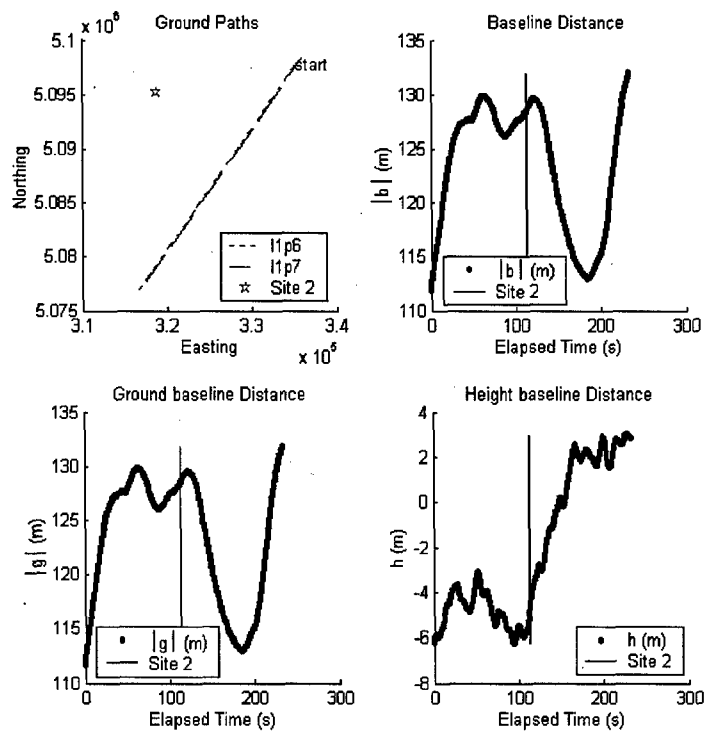 Ground Paths
x 10⁶
5.1
5.095
5.09
5.085
5.08
5.075
Northing
start
l1p6
l1p7
Site 2
3.1
3.2
3.3
3.4
Easting
x 10⁵
Baseline Distance
135
130
125
120
115
110
|b| (m)
|b| (m)
Site 2
0
100
200
300
Elapsed Time (s)
Ground baseline Distance
135
130
125
120
115
110
|g| (m)
|g| (m)
Site 2
0
100
200
300
Elapsed Time (s)
Height baseline Distance
4
2
0
-2
-4
-6
-8
h (m)
h (m)
Site 2
0
100
200
300
Elapsed Time (s)